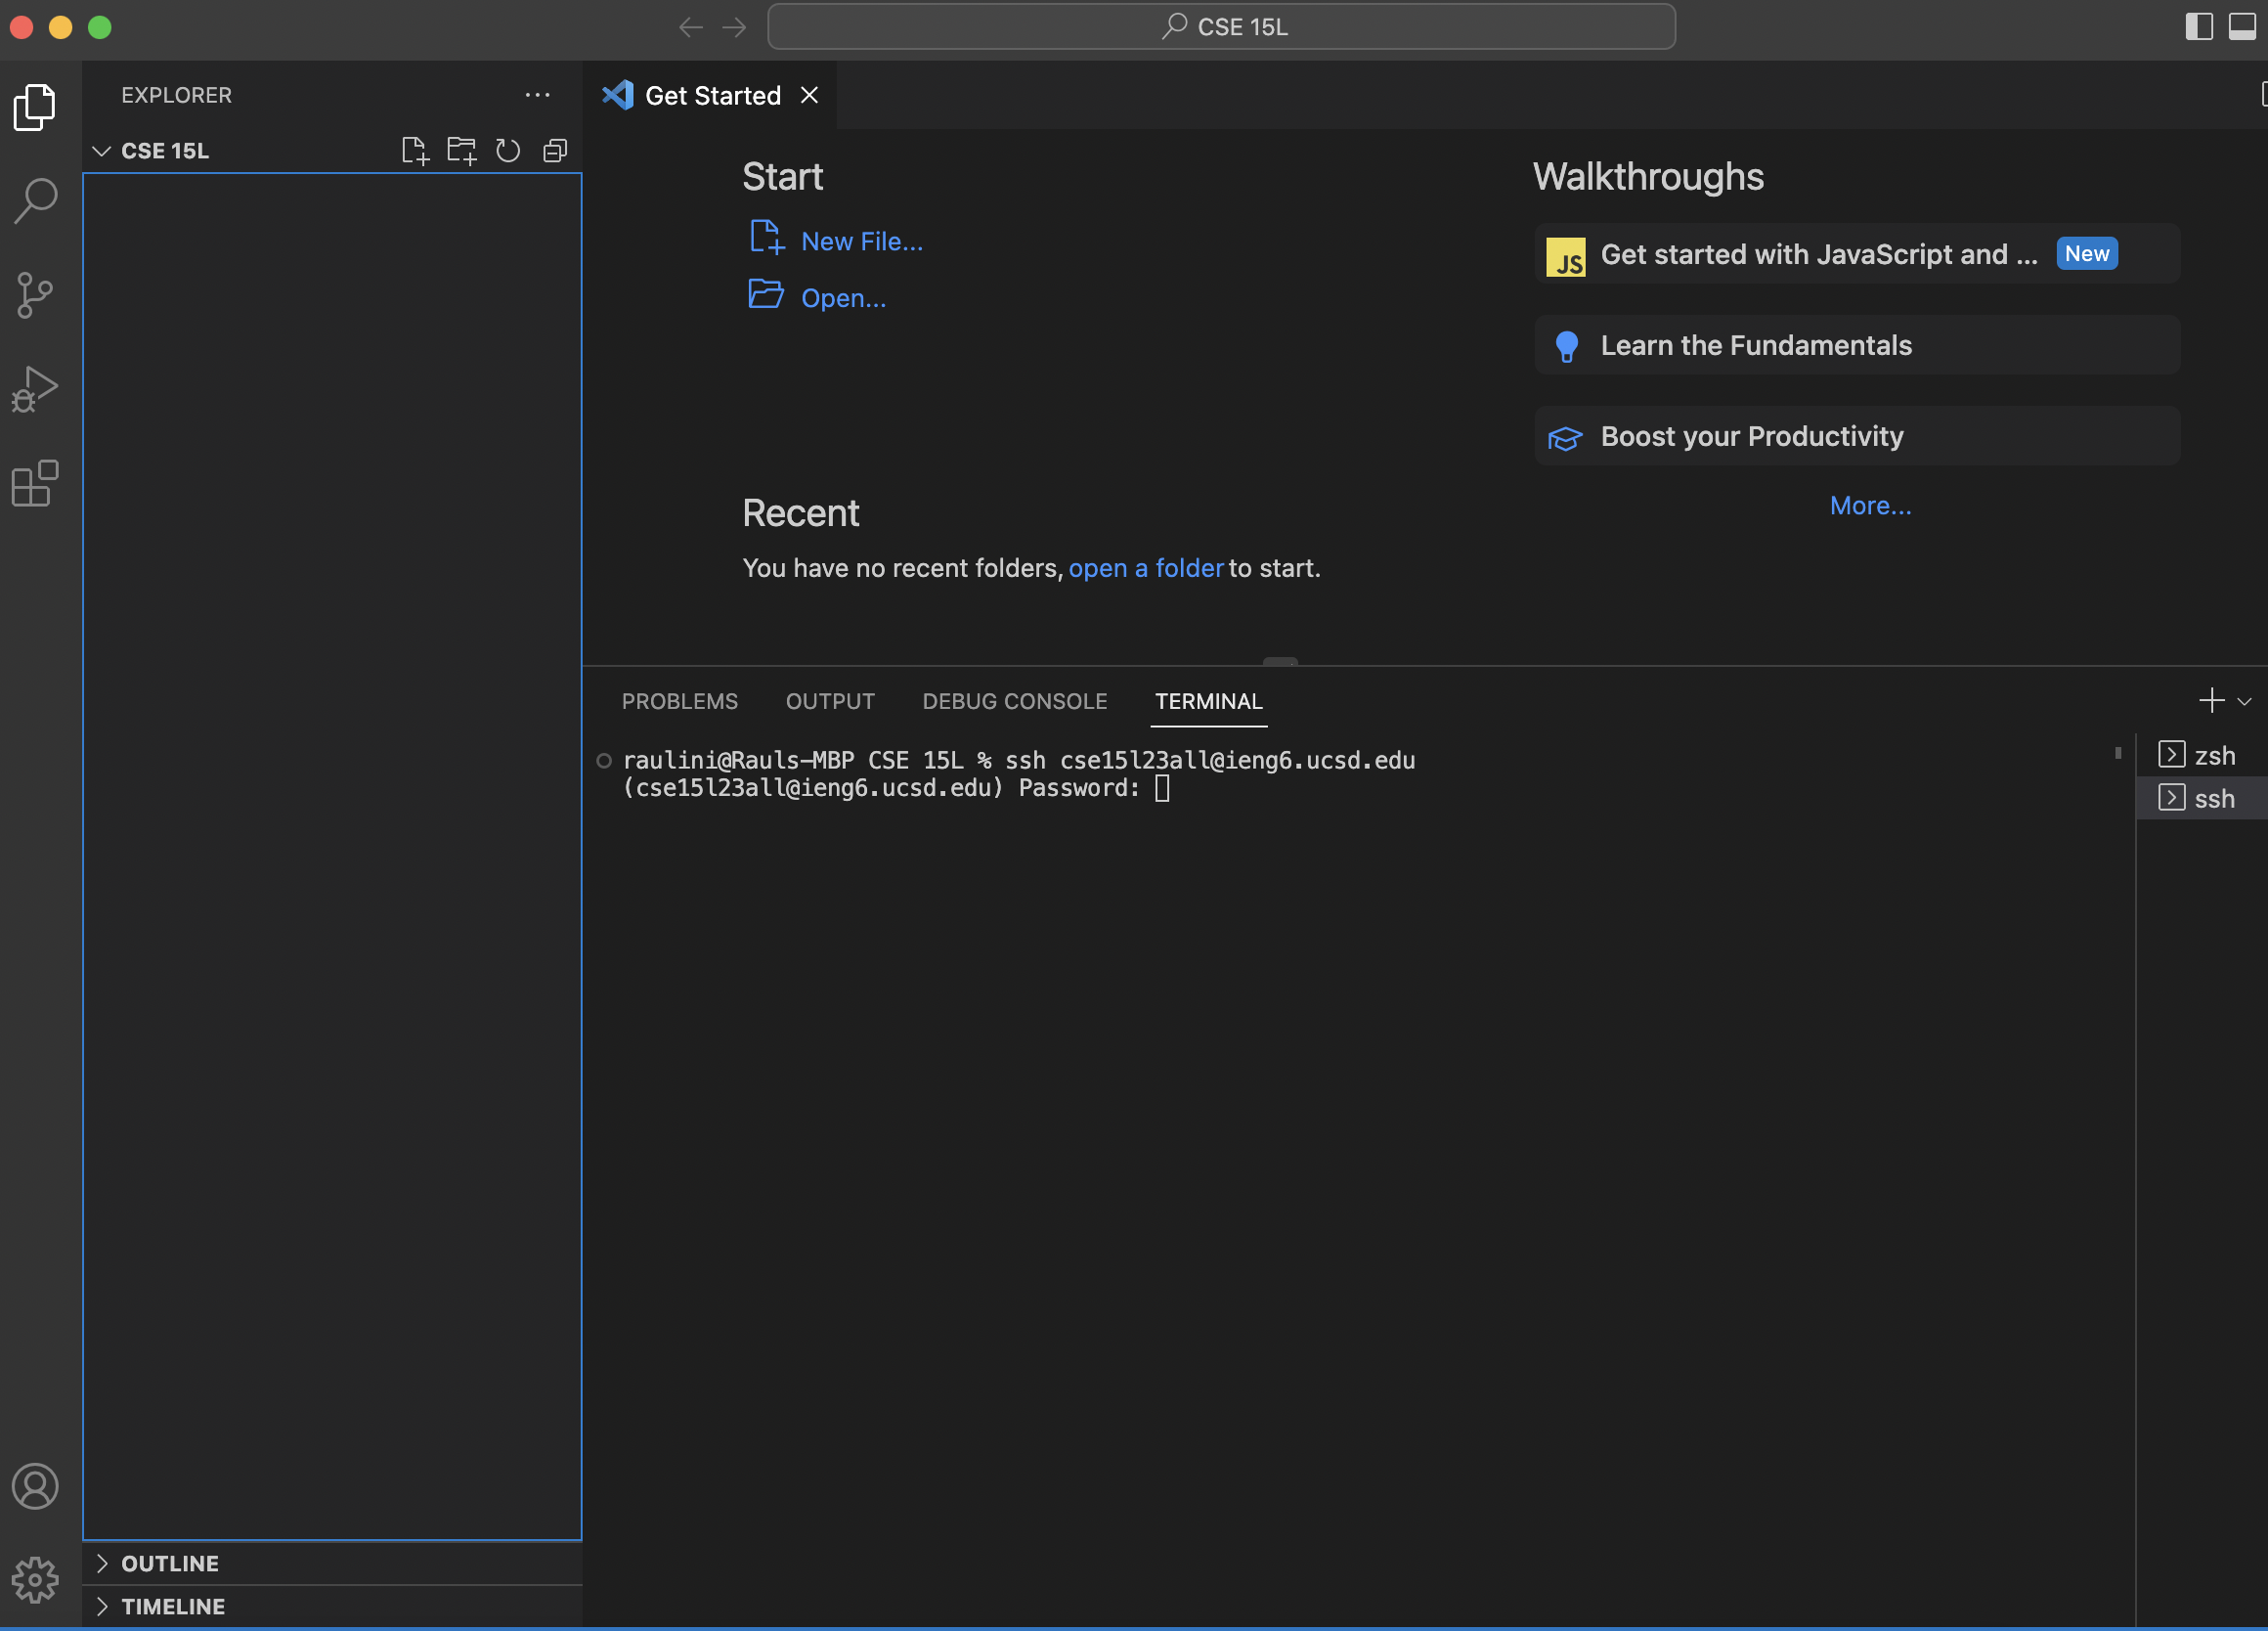 CSE 15L
EXPLORER
CSE 15L
Get Started
Start
New File...
Open...
Recent
You have no recent folders, open a folder to start.
Walkthroughs
JS Get started with JavaScript and ... New
Learn the Fundamentals
Boost your Productivity
More...
PROBLEMS OUTPUT DEBUG CONSOLE TERMINAL
raulini@Rauls-MBP CSE 15L % ssh cse15l23all@ieng6.ucsd.edu
(cse15l23all@ieng6.ucsd.edu) Password:
zsh
ssh
OUTLINE
TIMELINE